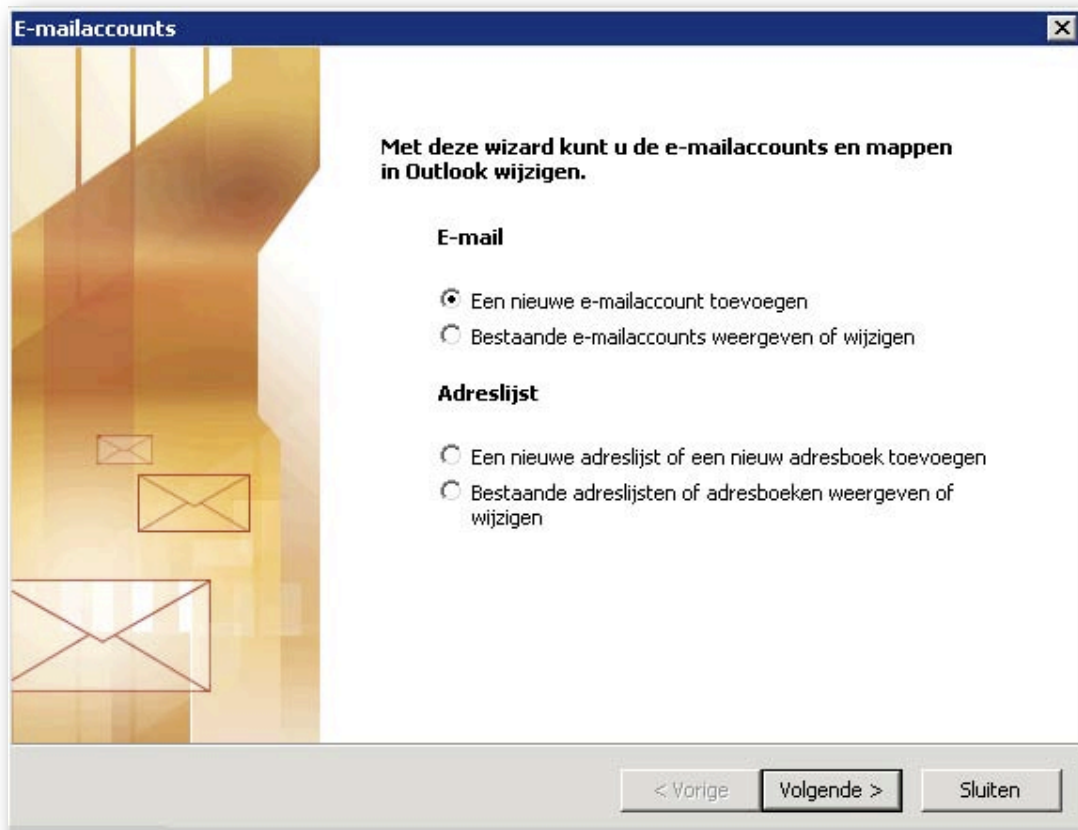 E-mailaccounts
Met deze wizard kunt u de e-mailaccounts en mappen
in Outlook wijzigen.
E-mail
Een nieuwe e-mailaccount toevoegen
Bestaande e-mailaccounts weergeven of wijzigen
Adreslijst
Een nieuwe adreslijst of een nieuw adresboek toevoegen
Bestaande adreslijsten of adresboeken weergeven of
wijzigen
< Vorige
Volgende >
Sluiten